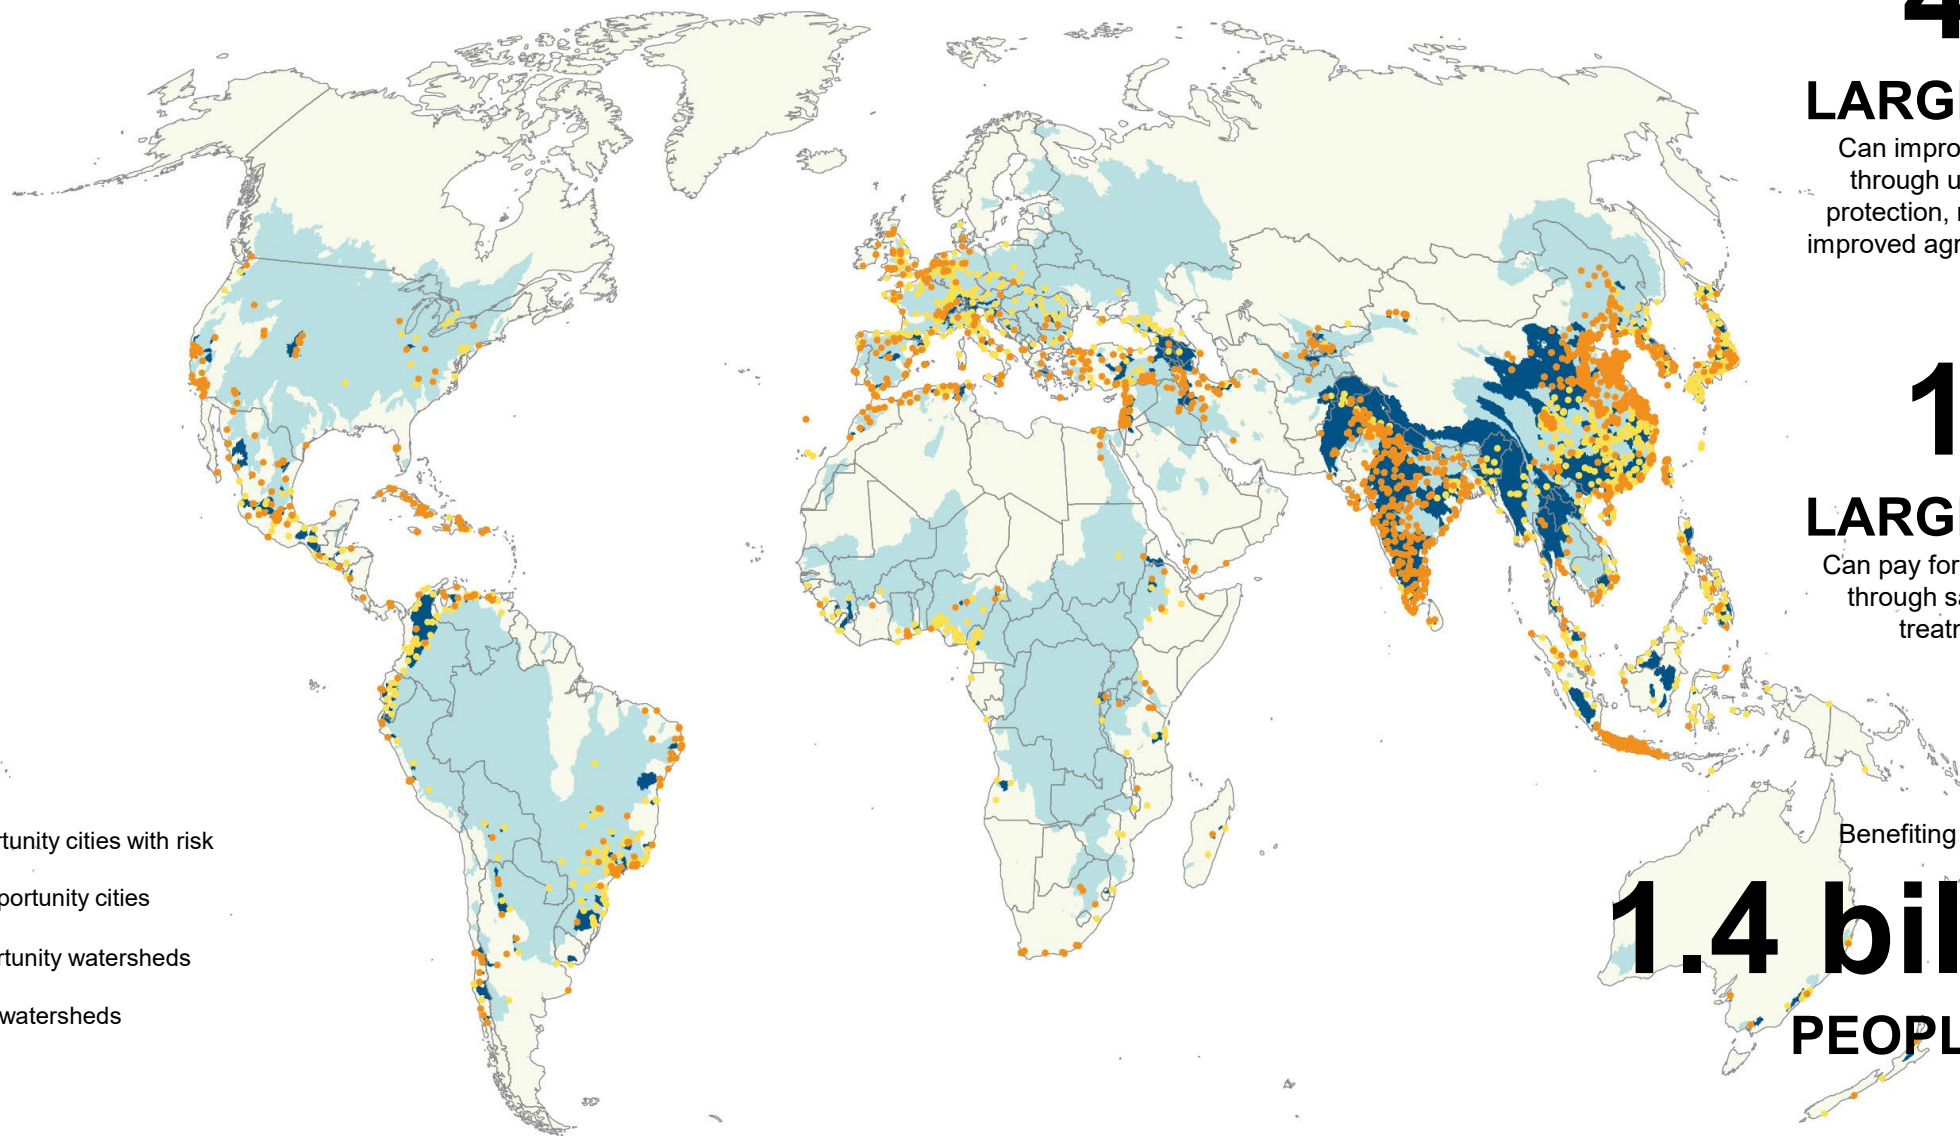 4
LARG
Can impro
through u
protection,
improved agr
1
LARG
Can pay for
through sa
treatr
rtunity cities with risk
portunity cities
rtunity watersheds
watersheds
Benefiting
1.4 bil
PEOPL